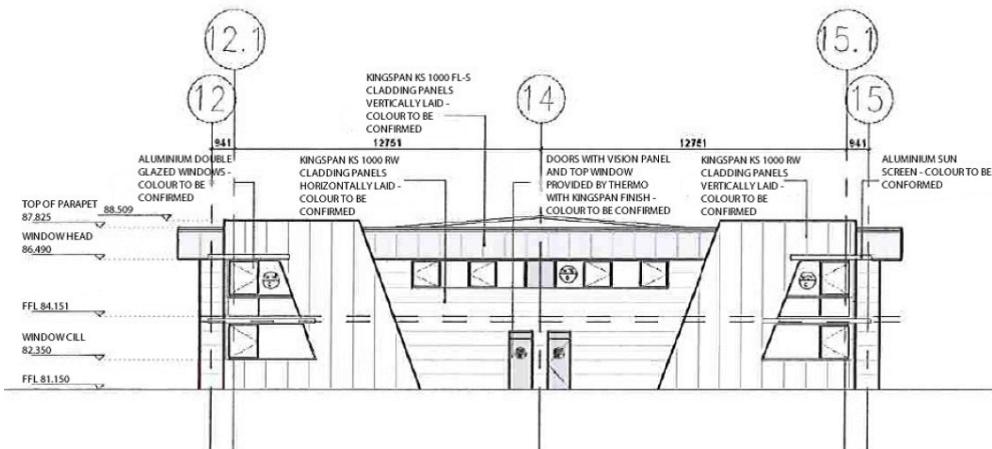 12.1
15.1
12
14
15
941
12751
12751
941
KINGSPAN KS 1000 FL-S
CLADDING PANELS
VERTICALLY LAID -
COLOUR TO BE
CONFIRMED
ALUMINIUM DOUBLE
GLAZED WINDOWS -
COLOUR TO BE
CONFIRMED
KINGSPAN KS 1000 RW
CLADDING PANELS
HORIZONTALLY LAID -
COLOUR TO BE
CONFIRMED
DOORS WITH VISION PANEL
AND TOP WINDOW
PROVIDED BY THERMO
WITH KINGSPAN FINISH -
COLOUR TO BE CONFIRMED
KINGSPAN KS 1000 RW
CLADDING PANELS
VERTICALLY LAID -
COLOUR TO BE
CONFIRMED
ALUMINIUM SUN
SCREEN - COLOUR TO BE
CONFORMED
TOP OF PARAPET
87.825
88.509
WINDOW HEAD
86.490
FFL 84.151
WINDOW CILL
82.350
FFL 81.150